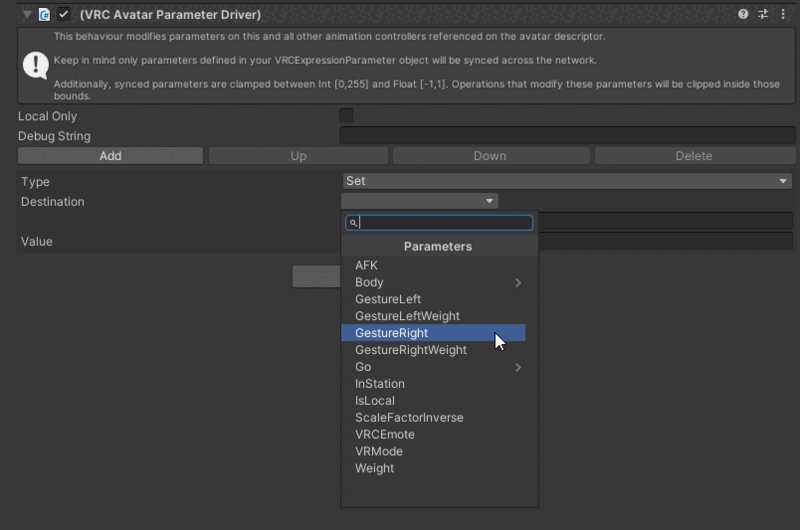 (VRC Avatar Parameter Driver)
This behaviour modifies parameters on this and all other animation controllers referenced on the avatar descriptor.
Keep in mind only parameters defined in your VRCExpressionParameter object will be synced across the network.
Additionally, synced parameters are clamped between Int [0,255] and Float [-1,1]. Operations that modify these parameters will be clipped inside those
bounds.
Local Only
Debug String
Add Up Down Delete
Type Set
Destination
Value
Parameters
AFK
Body
GestureLeft
GestureLeftWeight
GestureRight
GestureRightWeight
Go
InStation
IsLocal
ScaleFactorInverse
VRCEmote
VRMode
Weight